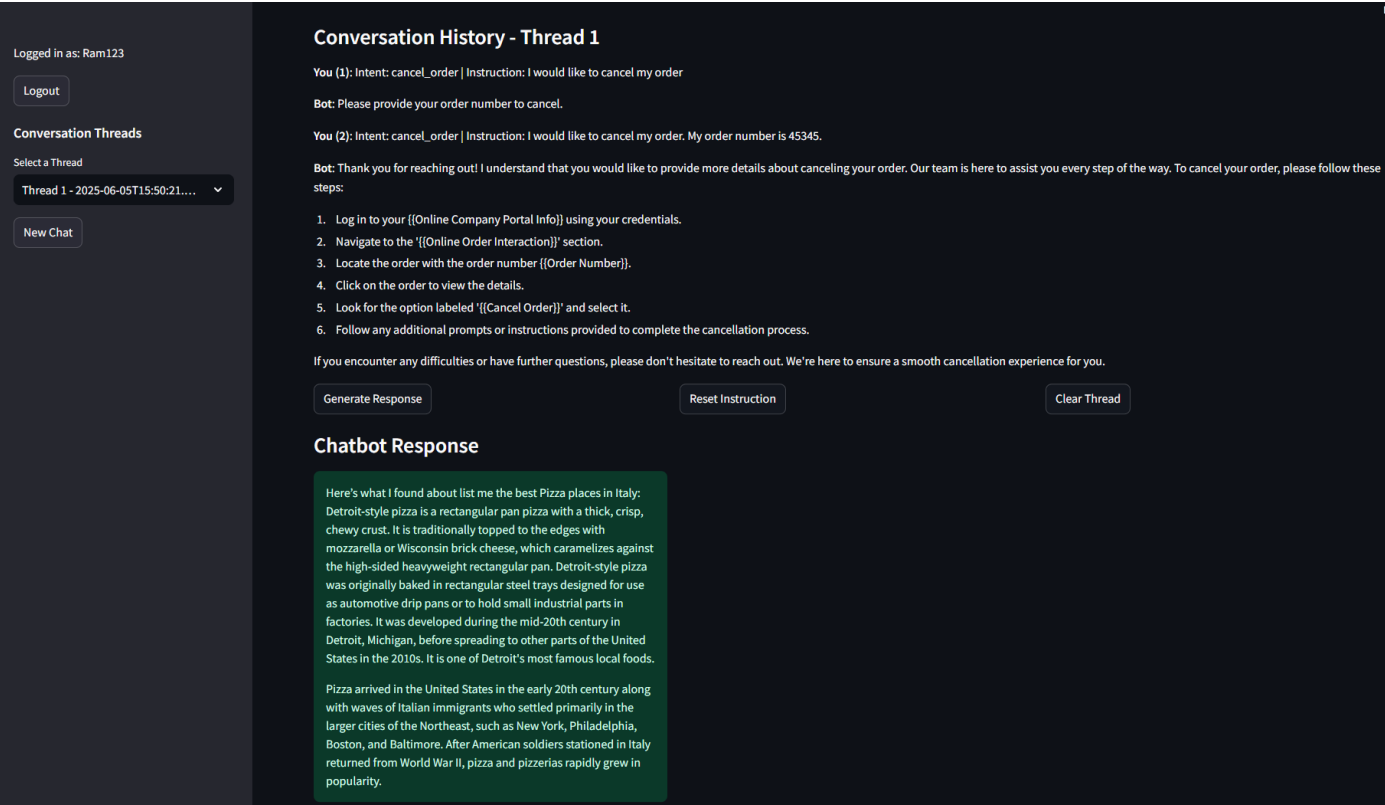 Logged in as: Ram123
Logout
Conversation Threads
Select a Thread
Thread 1 - 2025-06-05T15:50:21....
New Chat
Conversation History - Thread 1
You (1): Intent: cancel_order | Instruction: I would like to cancel my order
Bot: Please provide your order number to cancel.
You (2): Intent: cancel_order | Instruction: I would like to cancel my order. My order number is 45345.
Bot: Thank you for reaching out! I understand that you would like to provide more details about canceling your order. Our team is here to assist you every step of the way. To cancel your order, please follow these
steps:
1. Log in to your {{Online Company Portal Info}} using your credentials.
2. Navigate to the '{{Online Order Interaction}}' section.
3. Locate the order with the order number {{Order Number}}.
4. Click on the order to view the details.
5. Look for the option labeled '{{Cancel Order}}' and select it.
6. Follow any additional prompts or instructions provided to complete the cancellation process.
If you encounter any difficulties or have further questions, please don't hesitate to reach out. We're here to ensure a smooth cancellation experience for you.
Generate Response
Reset Instruction
Clear Thread
Chatbot Response
Here's what I found about list me the best Pizza places in Italy:
Detroit-style pizza is a rectangular pan pizza with a thick, crisp,
chewy crust. It is traditionally topped to the edges with
mozzarella or Wisconsin brick cheese, which caramelizes against
the high-sided heavyweight rectangular pan. Detroit-style pizza
was originally baked in rectangular steel trays designed for use
as automotive drip pans or to hold small industrial parts in
factories. It was developed during the mid-20th century in
Detroit, Michigan, before spreading to other parts of the United
States in the 2010s. It is one of Detroit's most famous local foods.
Pizza arrived in the United States in the early 20th century along
with waves of Italian immigrants who settled primarily in the
larger cities of the Northeast, such as New York, Philadelphia,
Boston, and Baltimore. After American soldiers stationed in Italy
returned from World War II, pizza and pizzerias rapidly grew in
popularity.